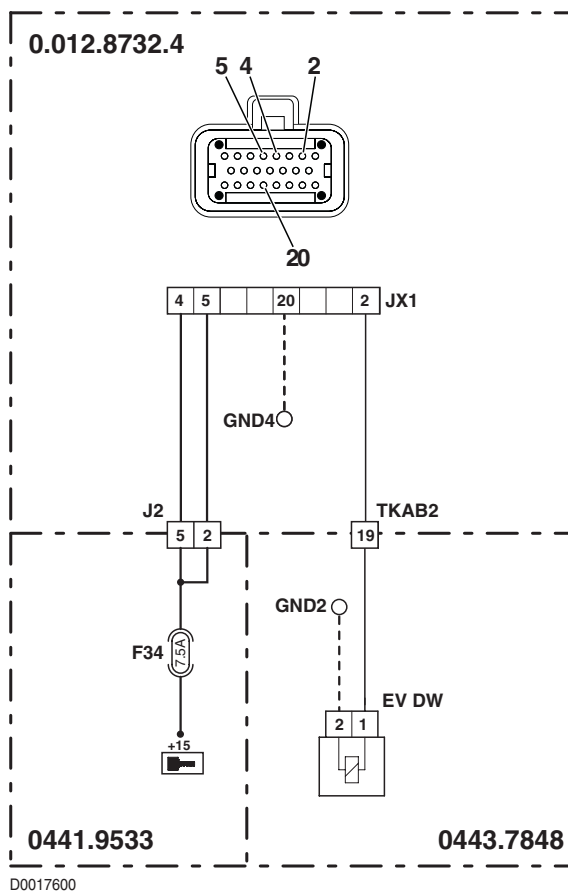 0.012.8732.4
5 4 2
20
4 5 20 2 JX1
GND4
J2 TKAB2
5 2 19
GND2
F34 7.5A
EV DW
2 1
+15
0441.9533 0443.7848
D0017600